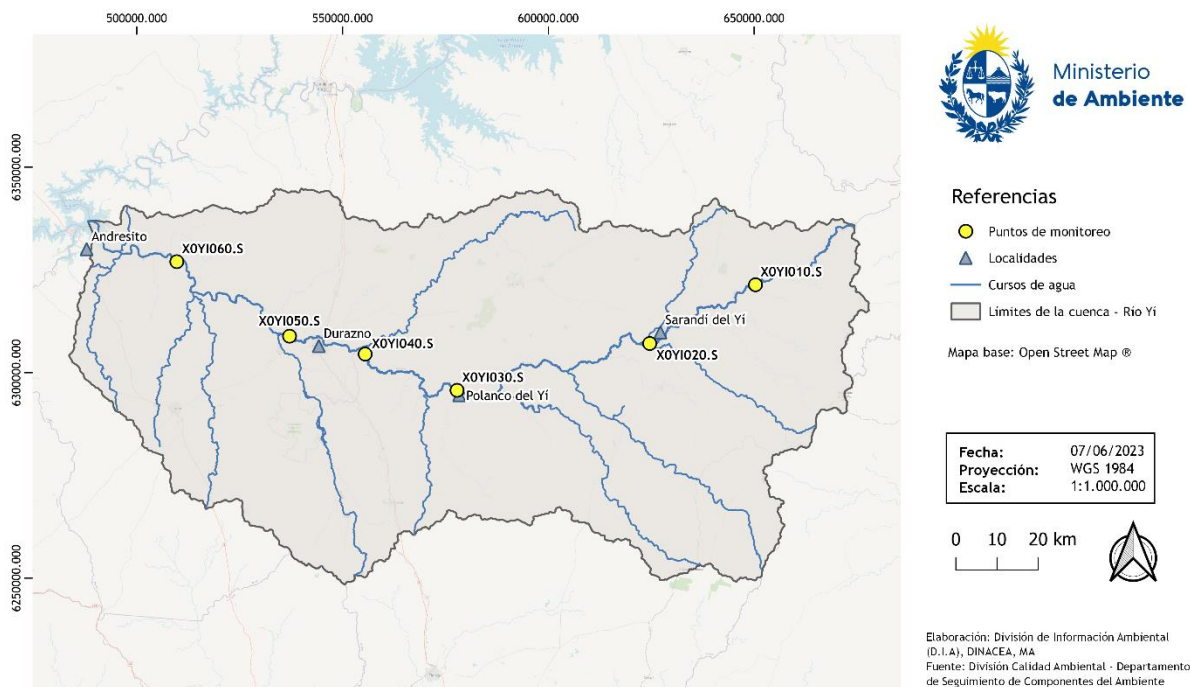 500000.000 550000.000 600000.000 650000.000
6350000.000
6300000.000
6250000.000
Andresito
X0YI060.S
X0YI010.S
X0YI050.S
Durazno
Sarandí del Yí
X0YI040.S
X0YI020.S
X0YI030.S
Polanco del Yí
Ministerio
de Ambiente
Referencias
Puntos de monitoreo
Localidades
Cursos de agua
Límites de la cuenca - Río Yí
Mapa base: Open Street Map ®
Fecha: 07/06/2023
Proyección: WGS 1984
Escala: 1:1.000.000
0 10 20 km
Elaboración: División de Información Ambiental
(D.I.A), DINACEA, MA
Fuente: División Calidad Ambiental - Departamento
de Seguimiento de Componentes del Ambiente